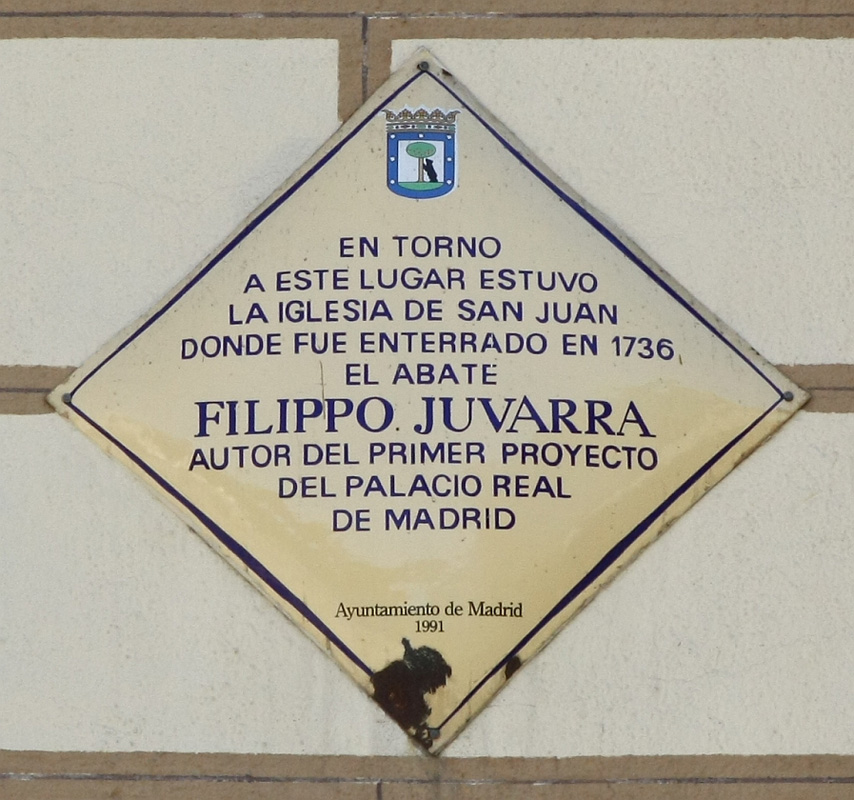 EN TORNO
A ESTE LUGAR ESTUVO
LA IGLESIA DE SAN JUAN
DONDE FUE ENTERRADO EN 1736
EL ABATE
FILIPPO JUVARRA
AUTOR DEL PRIMER PROYECTO
DEL PALACIO REAL
DE MADRID
Ayuntamiento de Madrid
1991